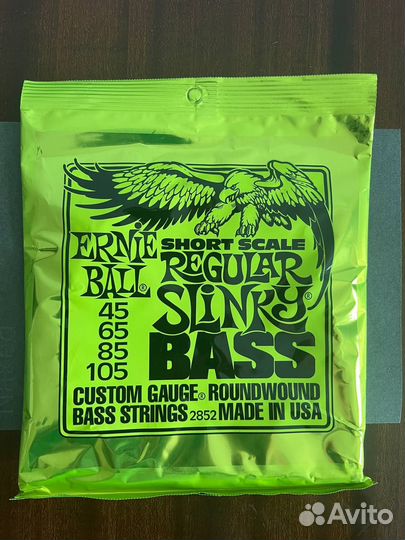 ERNIE BALL®
SHORT SCALE
REGULAR
SLINKY®
BASS
45
65
85
105
CUSTOM GAUGE® ROUNDWOUND
BASS STRINGS 2852 MADE IN USA
Avito